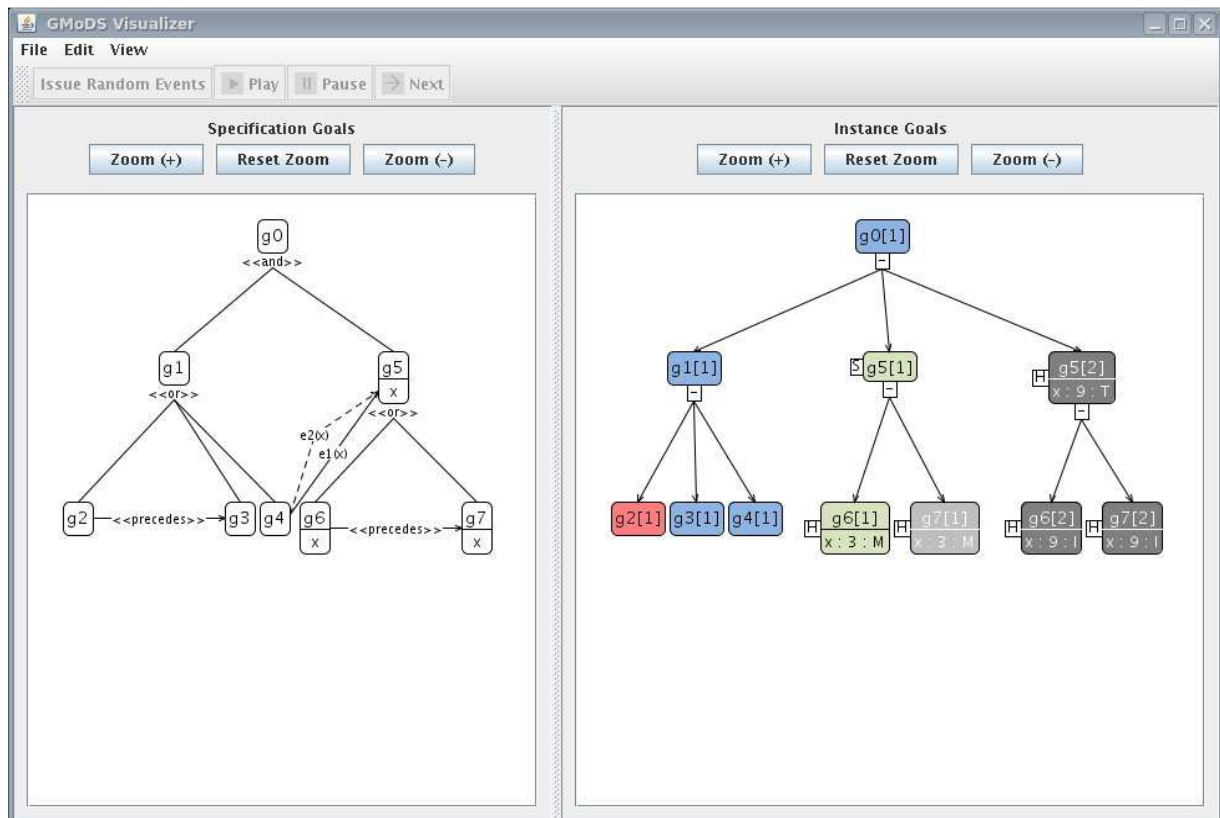 GMoDS Visualizer
File Edit View
Issue Random Events Play Pause Next
Specification Goals
Zoom (+) Reset Zoom Zoom (-)
g0
<<and>>
g1
<<or>>
g5
x
<<or>>
e2(x)
e1(x)
g2
<<precedes>>
g3
g4
g6
x
<<precedes>>
g7
x
Instance Goals
Zoom (+) Reset Zoom Zoom (-)
g0[1]
-
g1[1]
-
S
g5[1]
-
H
g5[2]
x : 9 : T
-
g2[1]
g3[1]
g4[1]
H
g6[1]
x : 3 : M
H
g7[1]
x : 3 : M
H
g6[2]
x : 9 : I
H
g7[2]
x : 9 : I